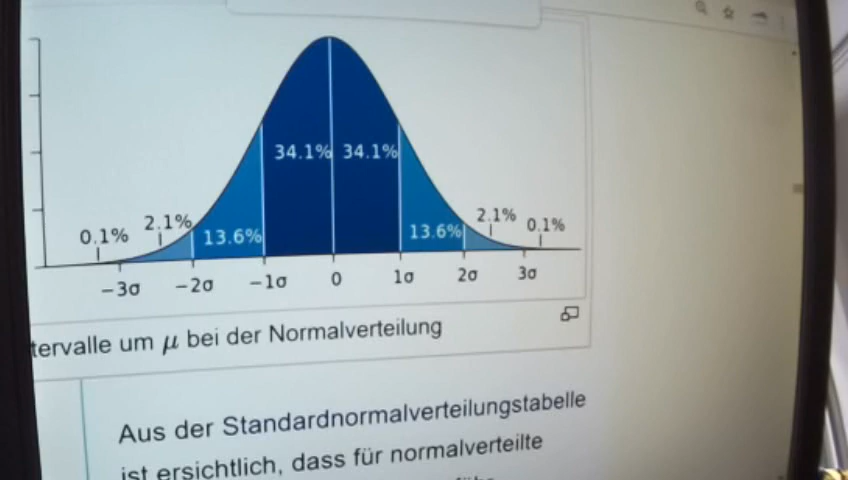 34.1% 34.1%
0.1% 2.1% 13.6% 13.6% 2.1% 0.1%
−3σ −2σ −1σ 0 1σ 2σ 3σ
tervalle um μ bei der Normalverteilung
Aus der Standardnormalverteilungstabelle
ist ersichtlich, dass für normalverteilte